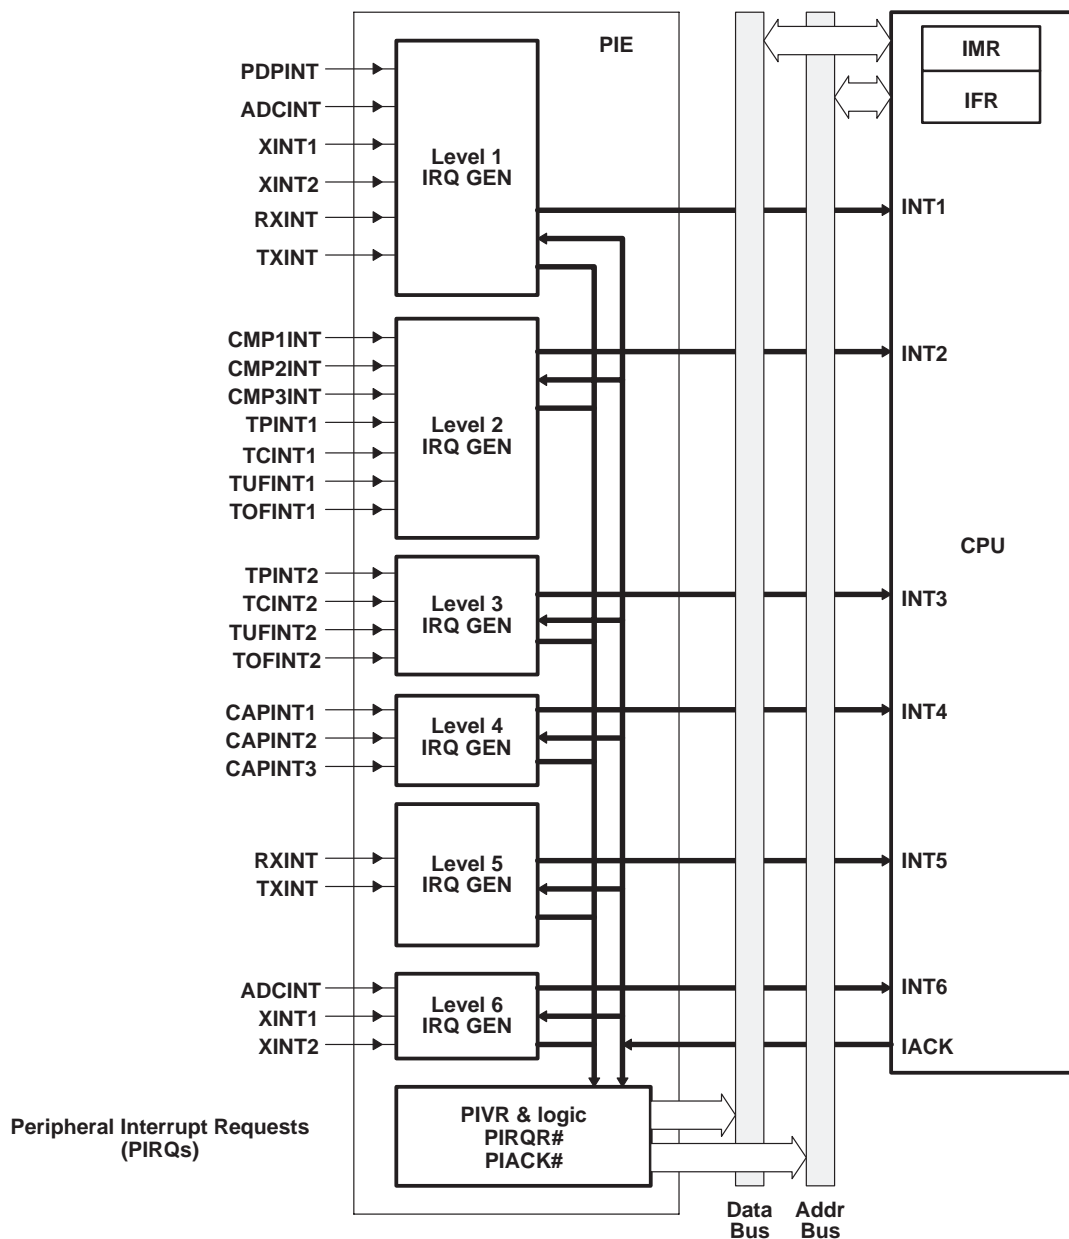 PIE
IMR
IFR
PDPINT
ADCINT
XINT1
XINT2
RXINT
TXINT
Level 1
IRQ GEN
INT1
CMP1INT
CMP2INT
CMP3INT
TPINT1
TCINT1
TUFINT1
TOFINT1
Level 2
IRQ GEN
INT2
CPU
TPINT2
TCINT2
TUFINT2
TOFINT2
Level 3
IRQ GEN
INT3
CAPINT1
CAPINT2
CAPINT3
Level 4
IRQ GEN
INT4
RXINT
TXINT
Level 5
IRQ GEN
INT5
ADCINT
XINT1
XINT2
Level 6
IRQ GEN
INT6
IACK
Peripheral Interrupt Requests
(PIRQs)
PIVR & logic
PIRQR#
PIACK#
Data
Bus
Addr
Bus